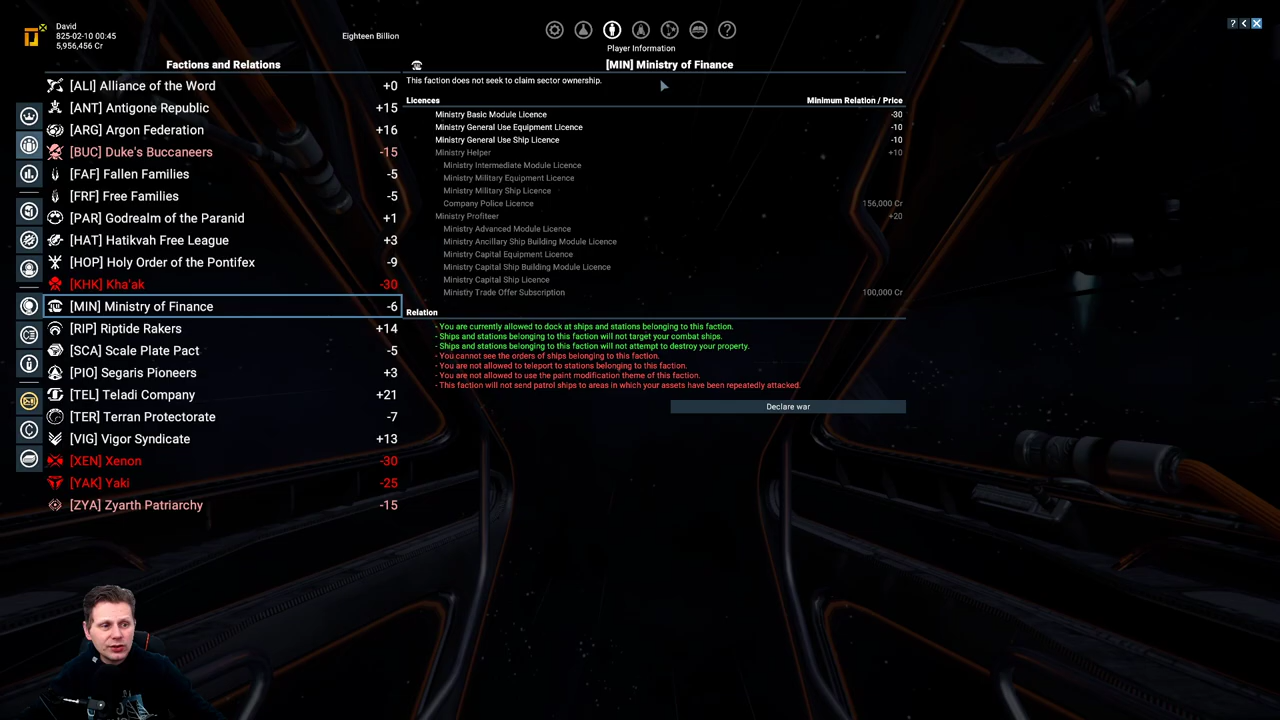 David
825-02-10 00:45
5,956,456 Cr
Eighteen Billion
Player Information
? < X
Factions and Relations
[ALI] Alliance of the Word +0
[ANT] Antigone Republic +15
[ARG] Argon Federation +16
[BUC] Duke's Buccaneers -15
[FAF] Fallen Families -5
[FRF] Free Families -5
[PAR] Godrealm of the Paranid +1
[HAT] Hatikvah Free League +3
[HOP] Holy Order of the Pontifex -9
[KHK] Kha'ak -30
[MIN] Ministry of Finance -6
[RIP] Riptide Rakers +14
[SCA] Scale Plate Pact -5
[PIO] Segaris Pioneers +3
[TEL] Teladi Company +21
[TER] Terran Protectorate -7
[VIG] Vigor Syndicate +13
[XEN] Xenon -30
[YAK] Yaki -25
[ZYA] Zyarth Patriarchy -15
[MIN] Ministry of Finance
This faction does not seek to claim sector ownership.
Licences Minimum Relation / Price
Ministry Basic Module Licence -30
Ministry General Use Equipment Licence -10
Ministry General Use Ship Licence -10
Ministry Helper +10
Ministry Intermediate Module Licence
Ministry Military Equipment Licence
Ministry Military Ship Licence
Company Police Licence 156,000 Cr
Ministry Profiteer +20
Ministry Advanced Module Licence
Ministry Ancillary Ship Building Module Licence
Ministry Capital Equipment Licence
Ministry Capital Ship Building Module Licence
Ministry Capital Ship Licence
Ministry Trade Offer Subscription 100,000 Cr
Relation
- You are currently allowed to dock at ships and stations belonging to this faction.
- Ships and stations belonging to this faction will not target your combat ships.
- Ships and stations belonging to this faction will not attempt to destroy your property.
- You cannot see the orders of ships belonging to this faction.
- You are not allowed to teleport to stations belonging to this faction.
- You are not allowed to use the paint modification theme of this faction.
- This faction will not send patrol ships to areas in which your assets have been repeatedly attacked.
Declare war